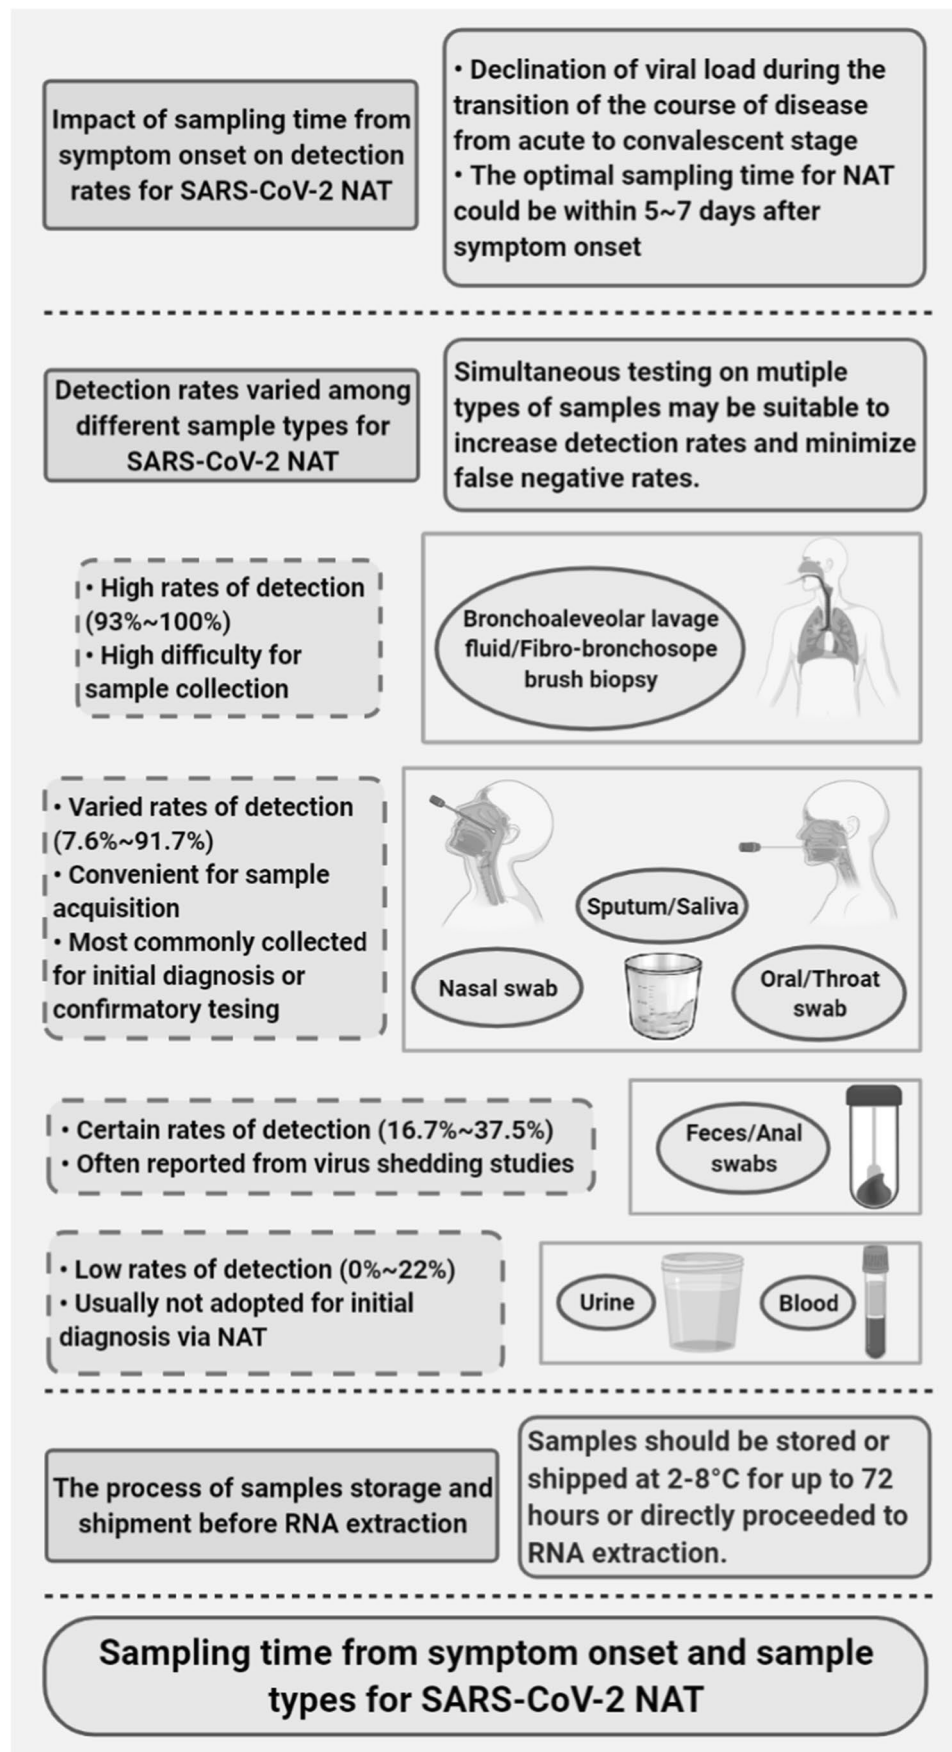 Impact of sampling time from
symptom onset on detection
rates for SARS-CoV-2 NAT
• Declination of viral load during the
transition of the course of disease
from acute to convalescent stage
• The optimal sampling time for NAT
could be within 5~7 days after
symptom onset
Detection rates varied among
different sample types for
SARS-CoV-2 NAT
Simultaneous testing on mutiple
types of samples may be suitable to
increase detection rates and minimize
false negative rates.
• High rates of detection
(93%~100%)
• High difficulty for
sample collection
Bronchoaleveolar lavage
fluid/Fibro-bronchosope
brush biopsy
• Varied rates of detection
(7.6%~91.7%)
• Convenient for sample
acquisition
• Most commonly collected
for initial diagnosis or
confirmatory tesing
Sputum/Saliva
Nasal swab
Oral/Throat
swab
• Certain rates of detection (16.7%~37.5%)
• Often reported from virus shedding studies
Feces/Anal
swabs
• Low rates of detection (0%~22%)
• Usually not adopted for initial
diagnosis via NAT
Urine
Blood
The process of samples storage and
shipment before RNA extraction
Samples should be stored or
shipped at 2-8°C for up to 72
hours or directly proceeded to
RNA extraction.
Sampling time from symptom onset and sample
types for SARS-CoV-2 NAT